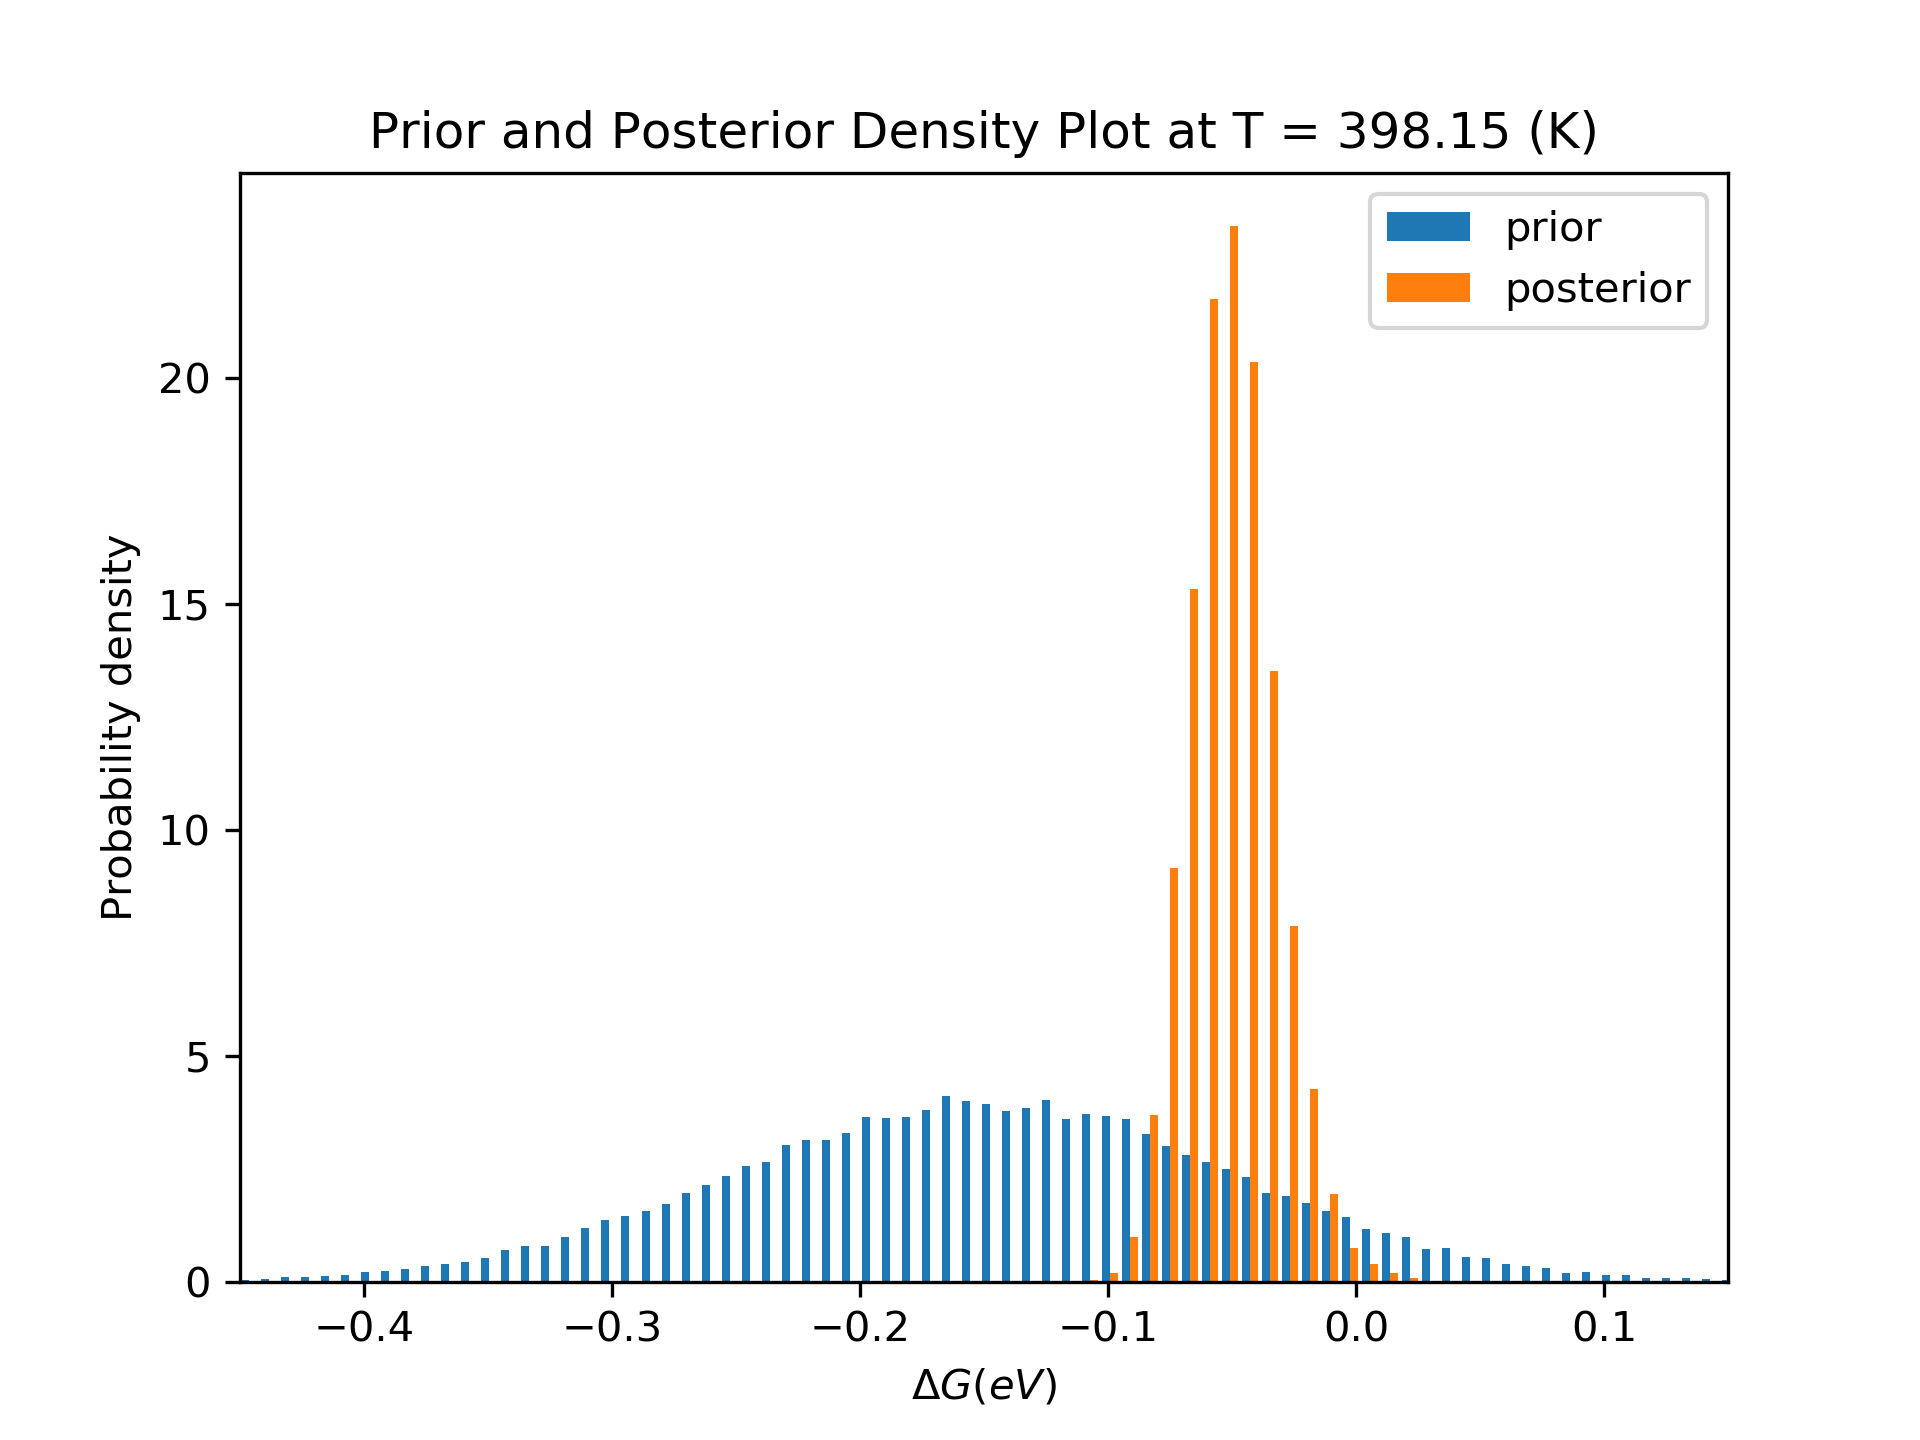 Prior and Posterior Density Plot at T = 398.15 (K)
prior
posterior
Probability density
20
15
10
5
0
−0.4
−0.3
−0.2
−0.1
0.0
0.1
ΔG(eV)